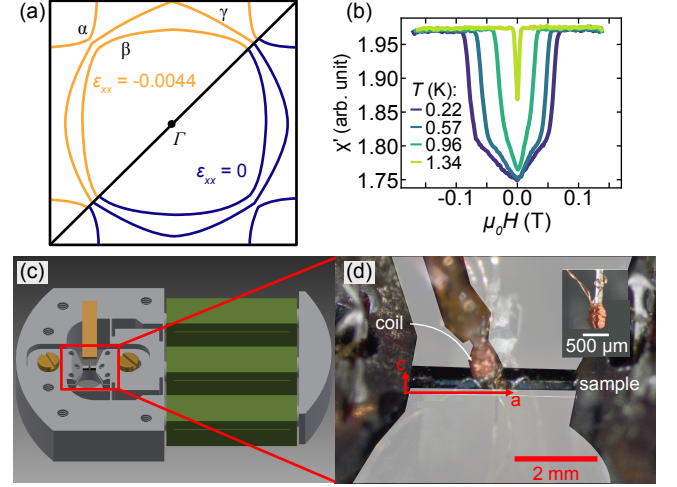 (a)
α
γ
β
ε_xx = -0.0044
Γ
ε_xx = 0
(b)
χ' (arb. unit)
1.95
1.90
1.85
1.80
1.75
T (K):
0.22
0.57
0.96
1.34
-0.1
0.0
0.1
μ₀H (T)
(c)
(d)
coil
500 μm
c
sample
a
2 mm